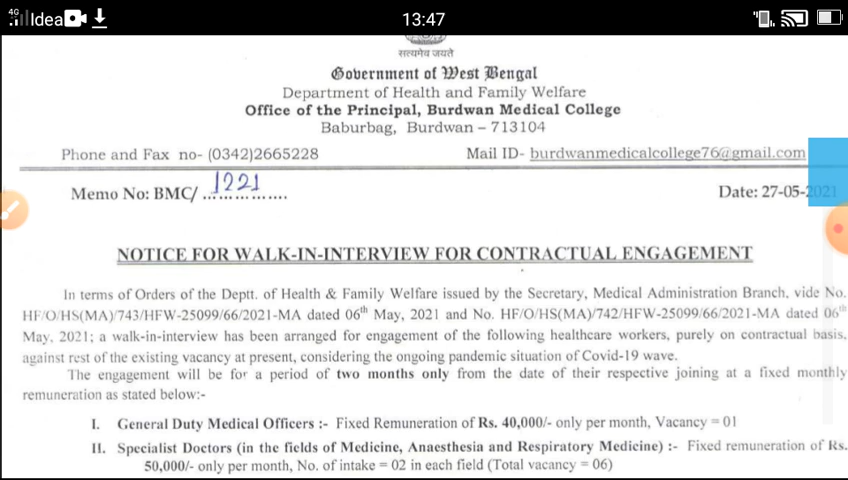 4G Idea 13:47
सत्यमेव जयते
Government of West Bengal
Department of Health and Family Welfare
Office of the Principal, Burdwan Medical College
Baburbag, Burdwan – 713104
Phone and Fax no- (0342)2665228 Mail ID- burdwanmedicalcollege76@gmail.com
Memo No: BMC/ 1221 Date: 27-05-2021
NOTICE FOR WALK-IN-INTERVIEW FOR CONTRACTUAL ENGAGEMENT
In terms of Orders of the Deptt. of Health & Family Welfare issued by the Secretary, Medical Administration Branch, vide No.
HF/O/HS(MA)/743/HFW-25099/66/2021-MA dated 06th May, 2021 and No. HF/O/HS(MA)/742/HFW-25099/66/2021-MA dated 06th
May, 2021; a walk-in-interview has been arranged for engagement of the following healthcare workers, purely on contractual basis,
against rest of the existing vacancy at present, considering the ongoing pandemic situation of Covid-19 wave.
The engagement will be for a period of two months only from the date of their respective joining at a fixed monthly
remuneration as stated below:-
I. General Duty Medical Officers :- Fixed Remuneration of Rs. 40,000/- only per month, Vacancy = 01
II. Specialist Doctors (in the fields of Medicine, Anaesthesia and Respiratory Medicine) :- Fixed remuneration of Rs.
50,000/- only per month, No. of intake = 02 in each field (Total vacancy = 06)